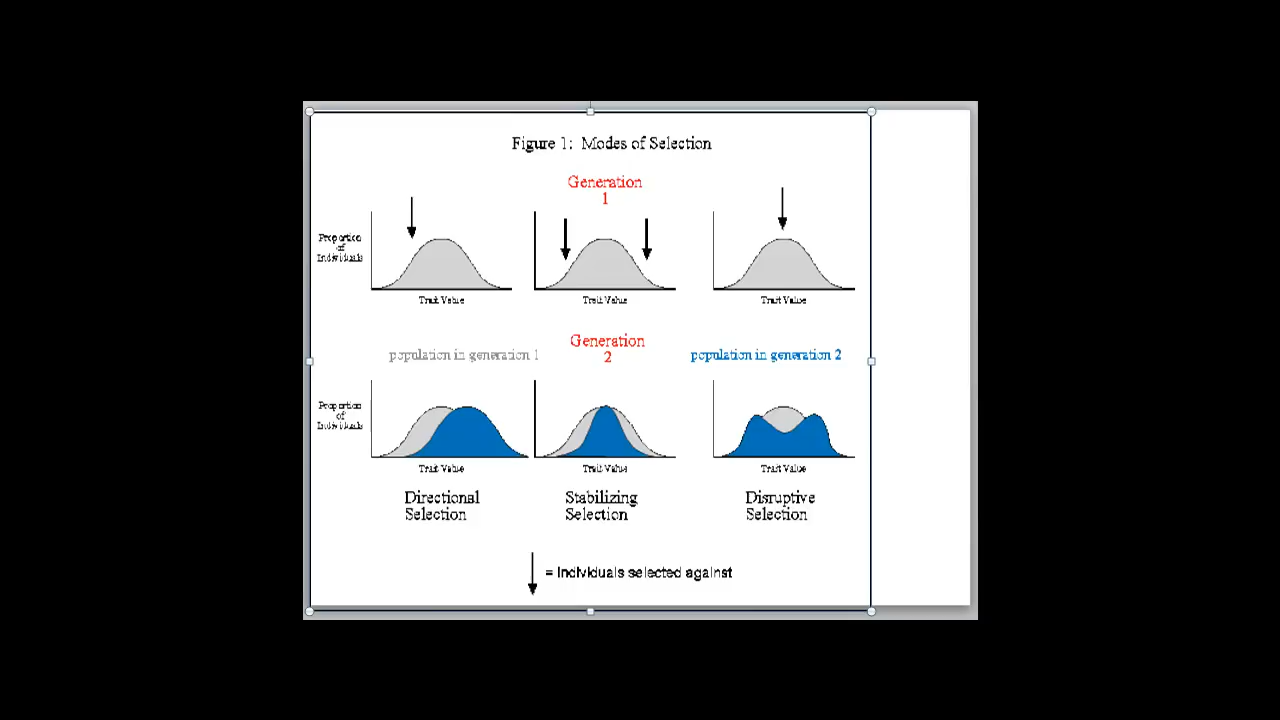 Figure 1: Modes of Selection
Generation
1
Proportion
of
Individuals
Trait Value
Trait Value
Trait Value
population in generation 1
Generation
2
population in generation 2
Proportion
of
Individuals
Trait Value
Trait Value
Trait Value
Directional
Selection
Stabilizing
Selection
Disruptive
Selection
= Individuals selected against